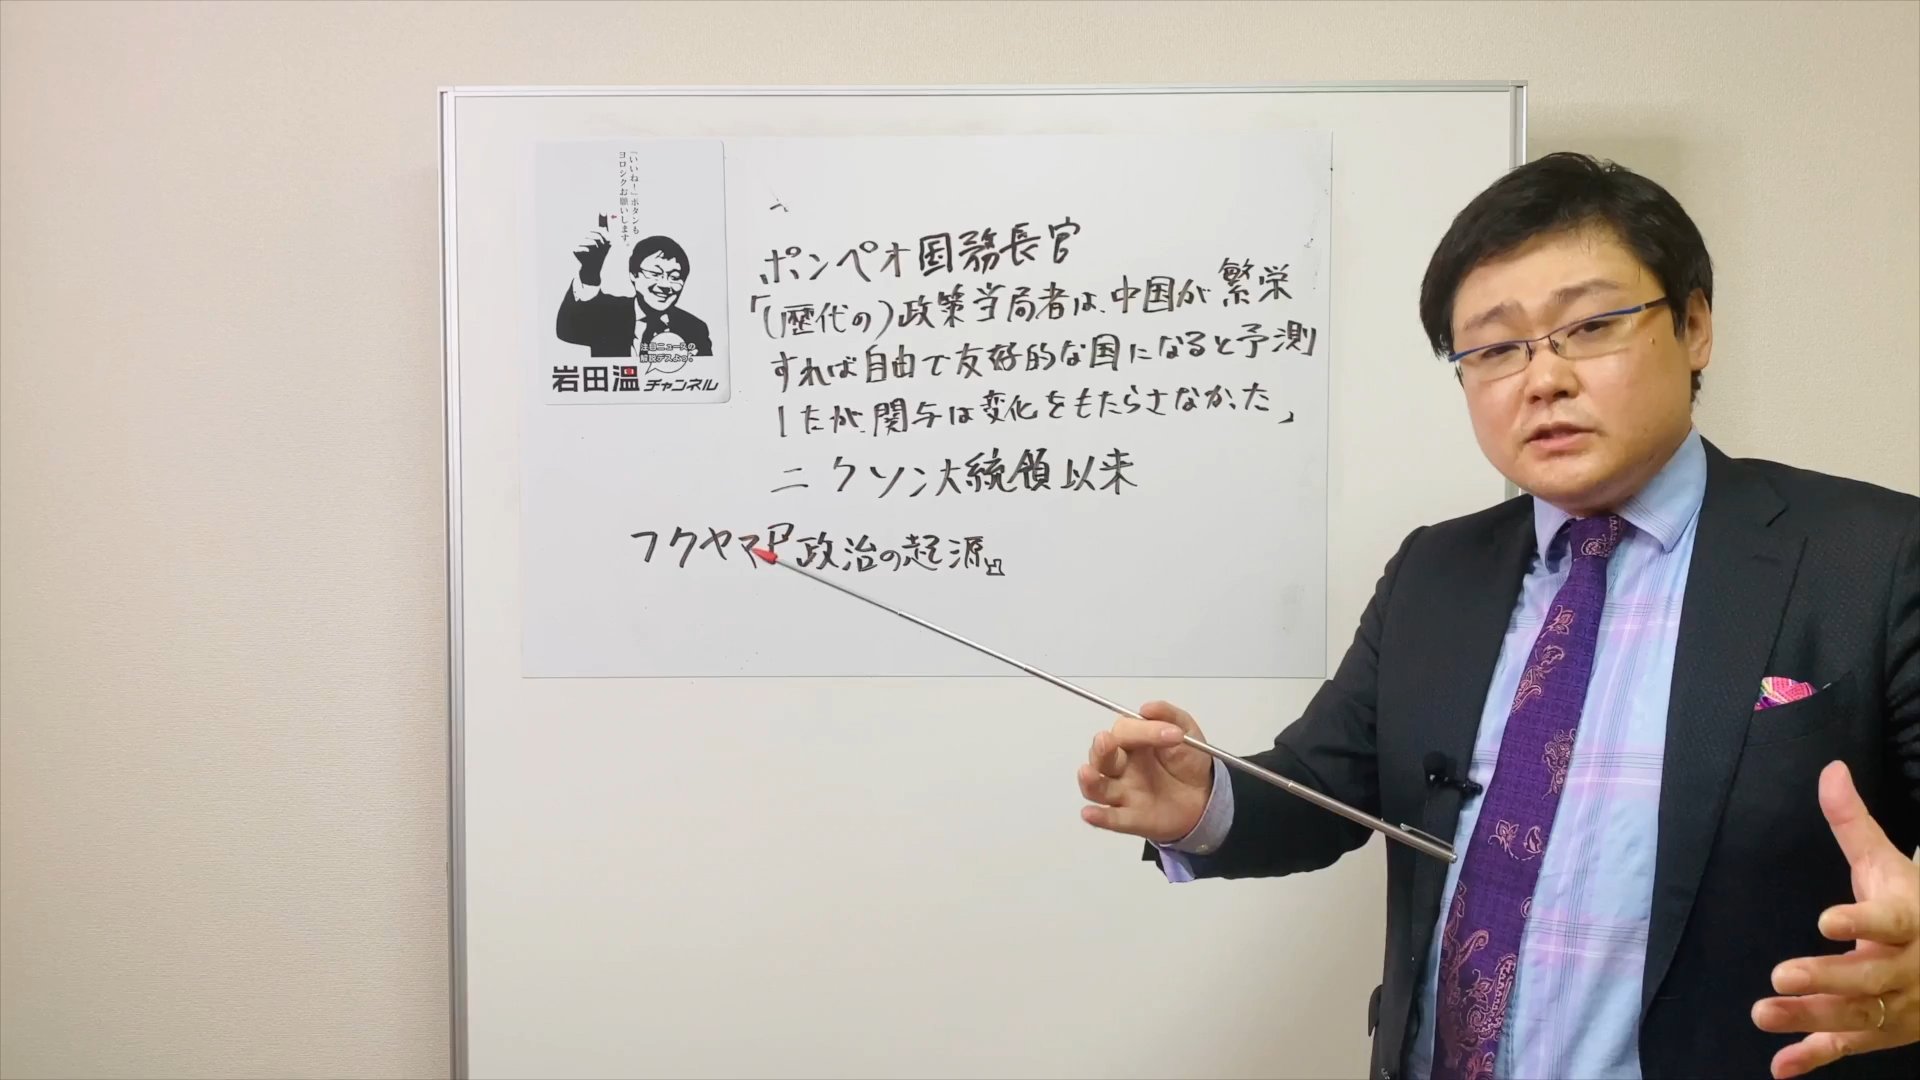 「いいね！」ボタンも
ヨロシクお願いします。
注目ニュースの
解説デスよっ！
岩田温チャンネル
ポンペオ国務長官
「(歴代の)政策当局者は、中国が繁栄
すれば自由で友好的な国になると予測
したが、関与は変化をもたらさなかった」
ニクソン大統領以来
フクヤマ『政治の起源』